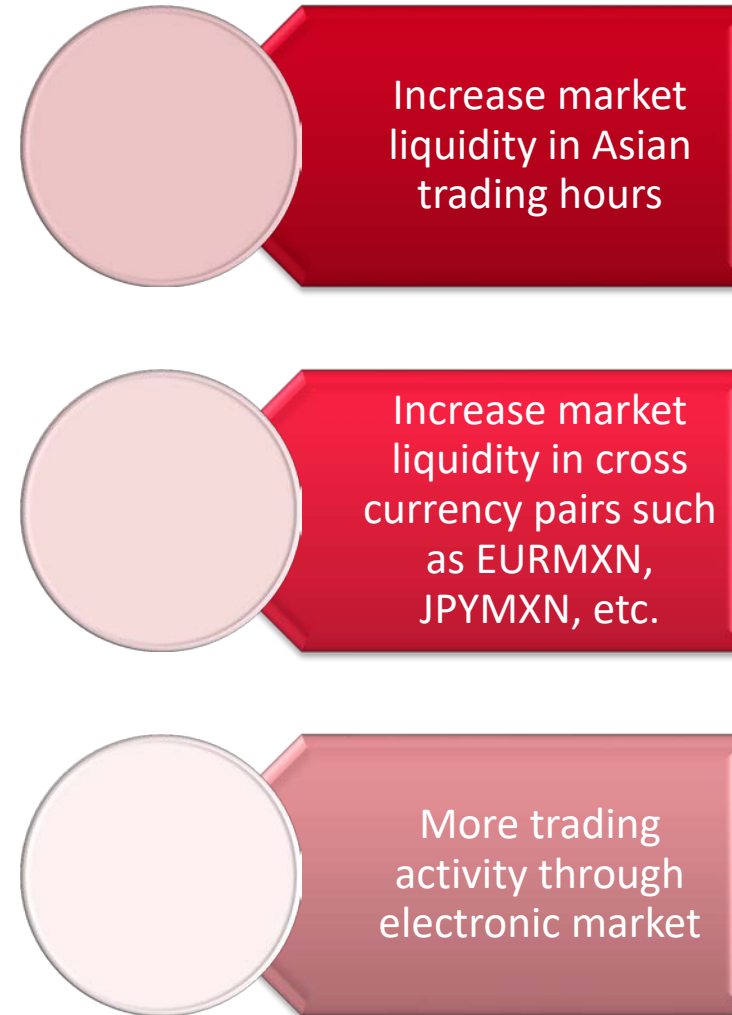 Increase market
liquidity in Asian
trading hours
Increase market
liquidity in cross
currency pairs such
as EURMXN,
JPYMXN, etc.
More trading
activity through
electronic market